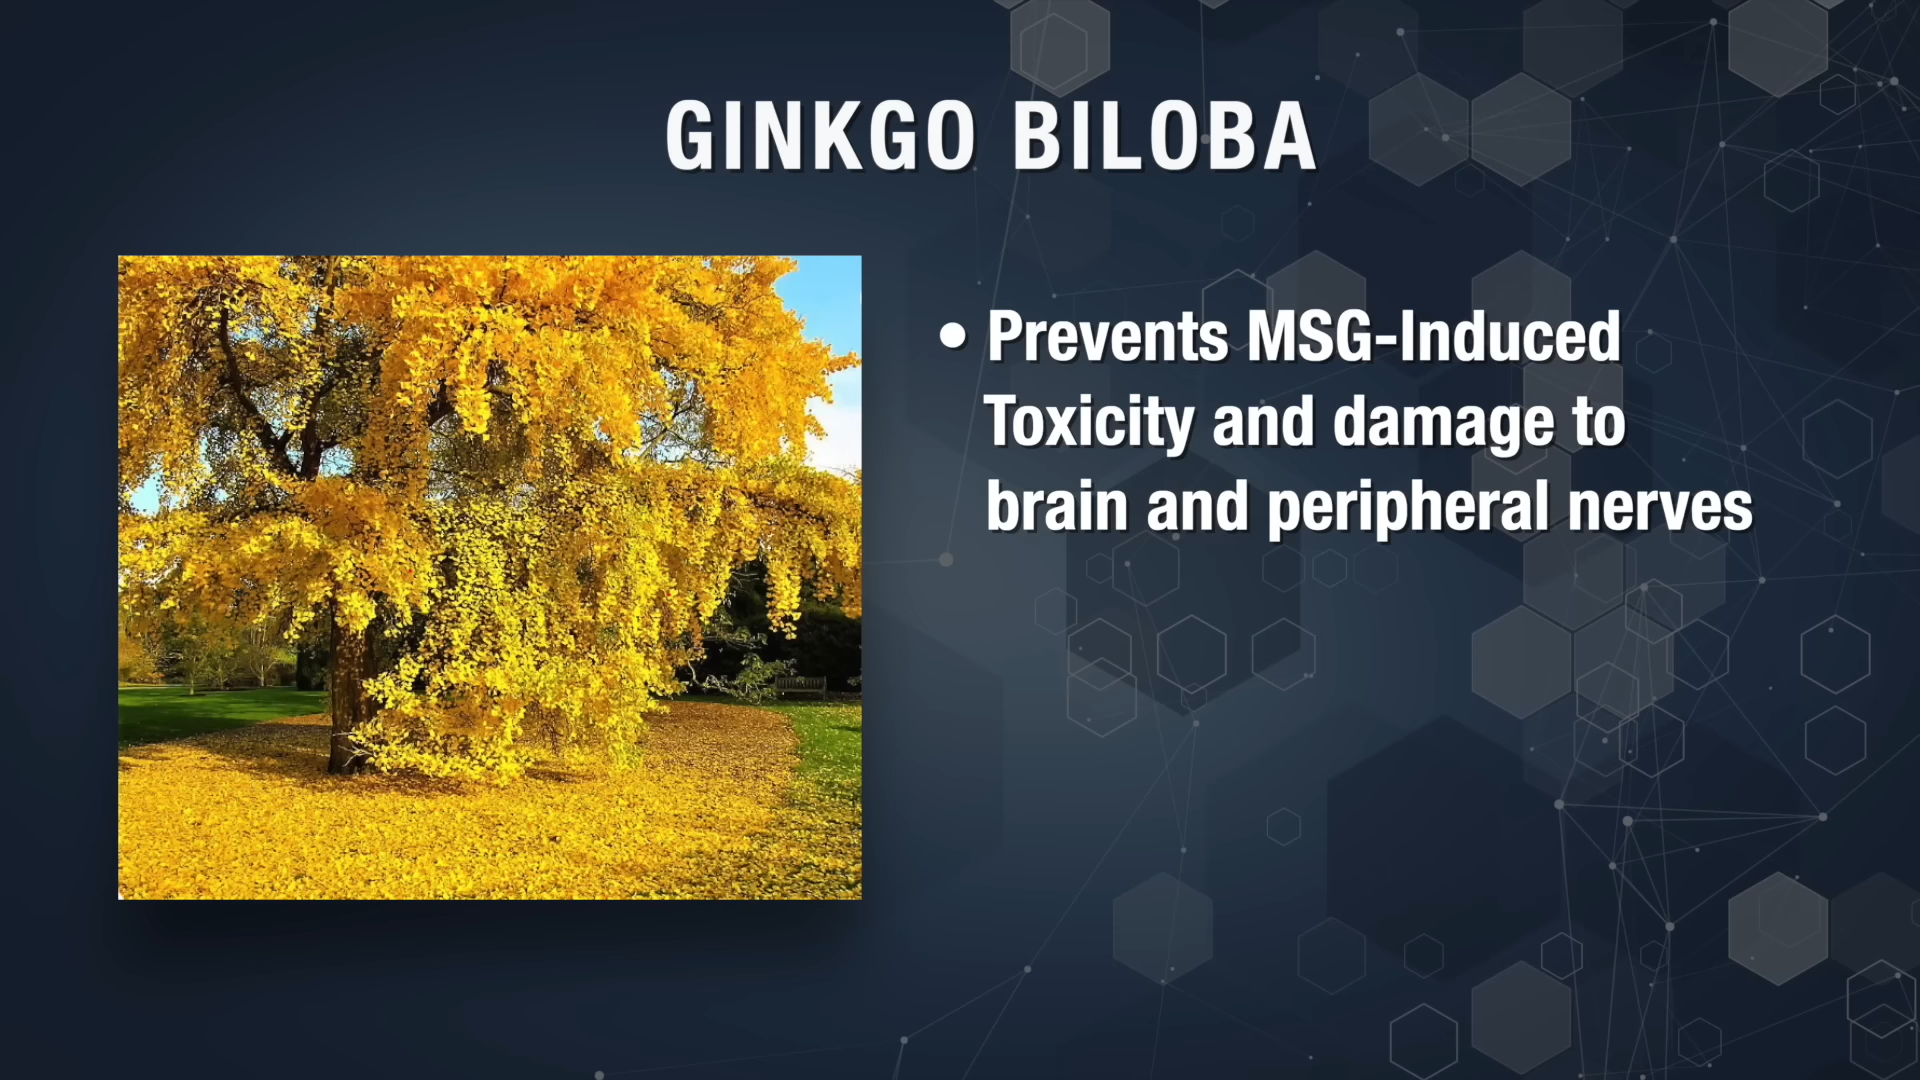 GINKGO BILOBA
• Prevents MSG-Induced
Toxicity and damage to
brain and peripheral nerves